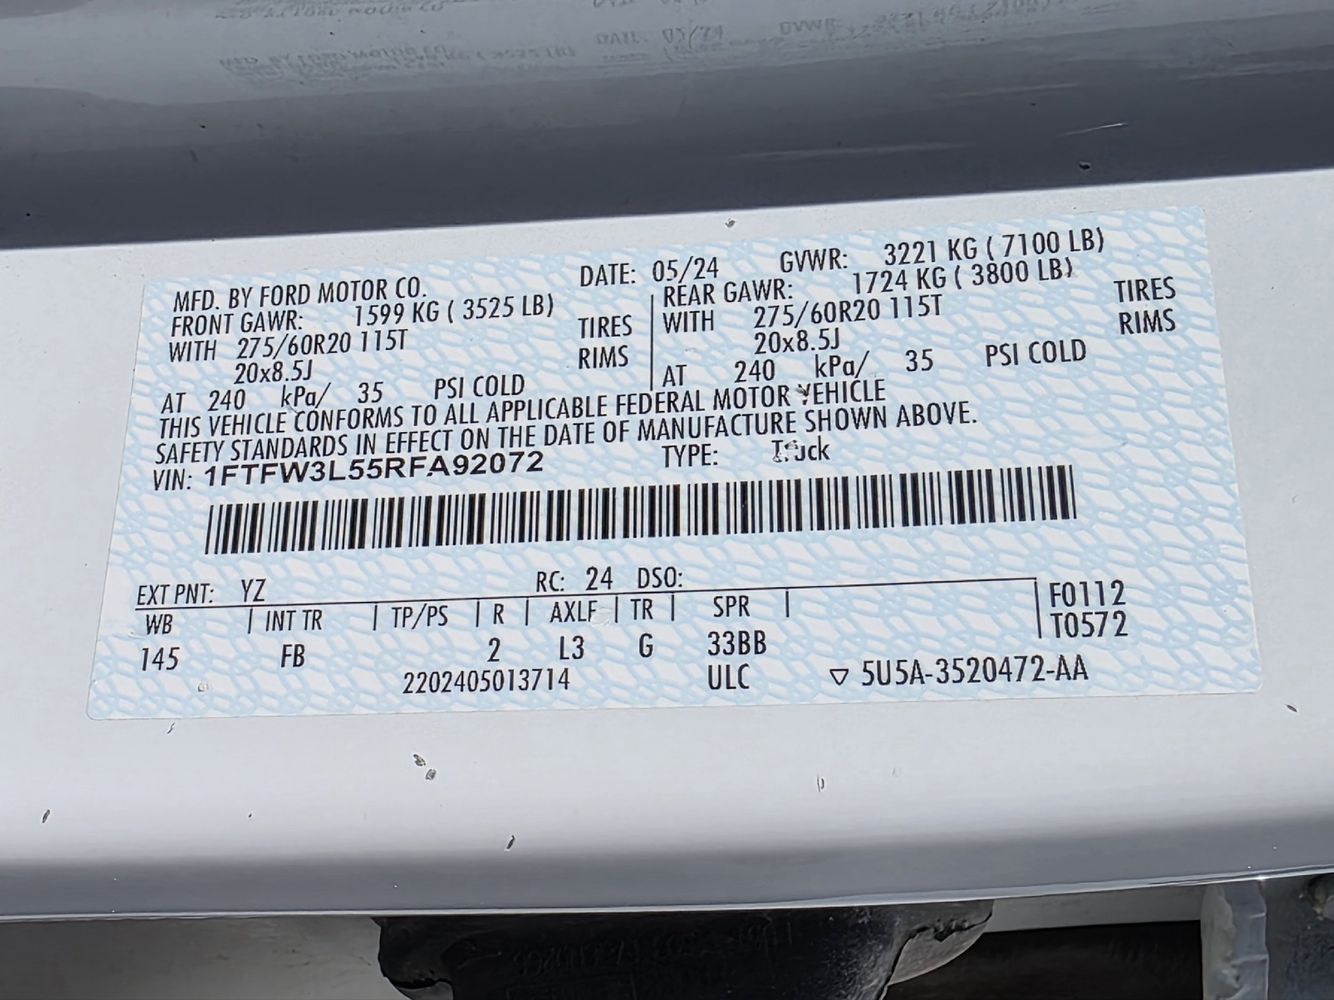 MFD. BY FORD MOTOR CO. DATE: 05/24 GVWR: 3221 KG ( 7100 LB)
FRONT GAWR: 1599 KG ( 3525 LB) REAR GAWR: 1724 KG ( 3800 LB)
WITH 275/60R20 115T TIRES WITH 275/60R20 115T TIRES
20x8.5J RIMS 20x8.5J RIMS
AT 240 kPa/ 35 PSI COLD AT 240 kPa/ 35 PSI COLD
THIS VEHICLE CONFORMS TO ALL APPLICABLE FEDERAL MOTOR VEHICLE
SAFETY STANDARDS IN EFFECT ON THE DATE OF MANUFACTURE SHOWN ABOVE.
VIN: 1FTFW3L55RFA92072 TYPE: Truck
EXT PNT: YZ RC: 24 DSO:
WB | INT TR | TP/PS | R | AXLE | TR | SPR | F0112
T0572
145 FB 2 L3 G 33BB
2202405013714 ULC ▽ 5U5A-3520472-AA